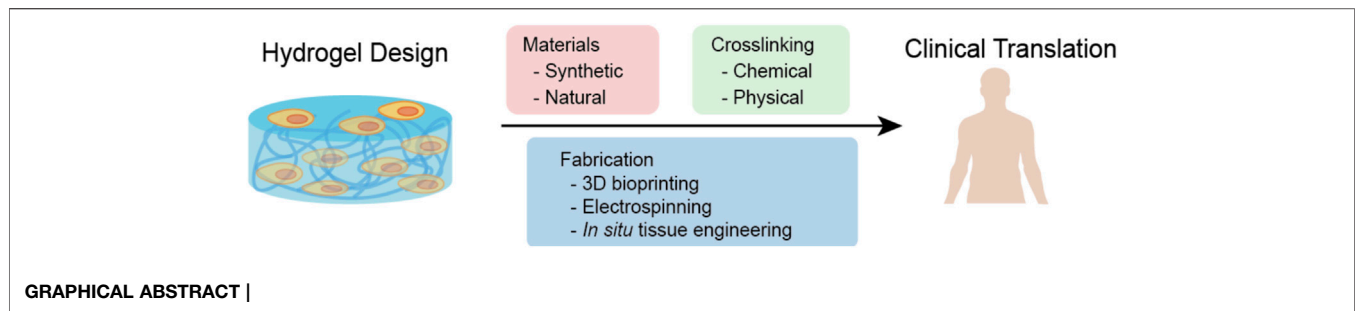 Hydrogel Design
Materials
- Synthetic
- Natural
Crosslinking
- Chemical
- Physical
Clinical Translation
Fabrication
- 3D bioprinting
- Electrospinning
- In situ tissue engineering
GRAPHICAL ABSTRACT |